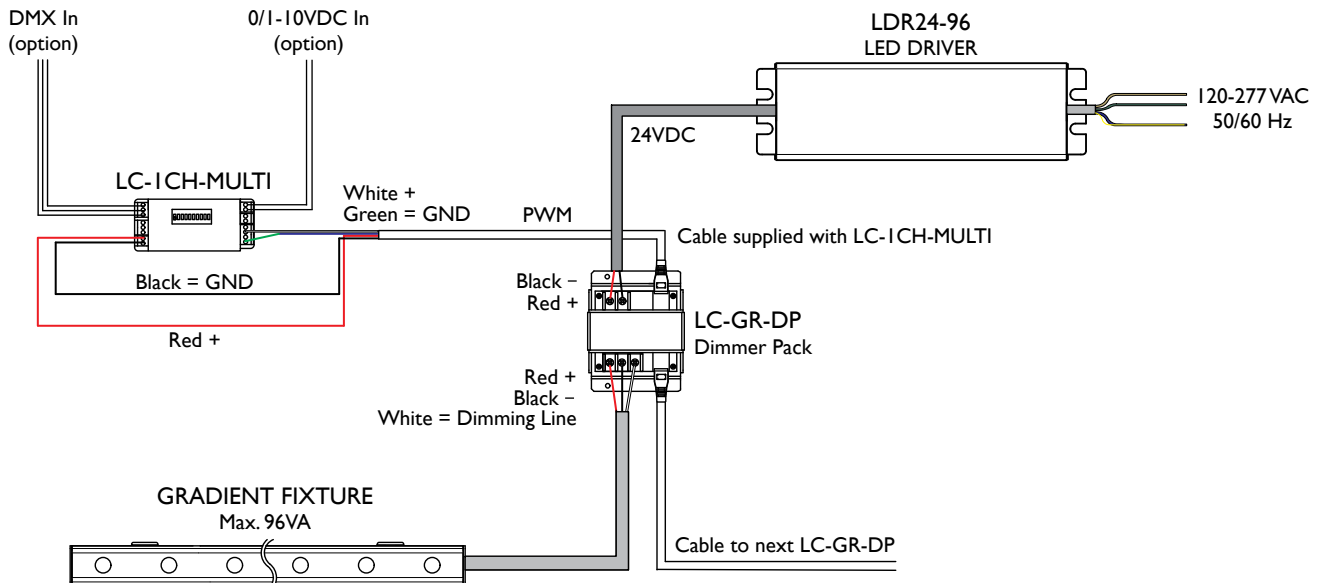 DMX In
(option)
0/1-10VDC In
(option)
LDR24-96
LED DRIVER
120-277 VAC
50/60 Hz
24VDC
LC-1CH-MULTI
White +
Green = GND
PWM
Cable supplied with LC-1CH-MULTI
Black = GND
Red +
Black –
Red +
LC-GR-DP
Dimmer Pack
Red +
Black –
White = Dimming Line
GRADIENT FIXTURE
Max. 96VA
Cable to next LC-GR-DP